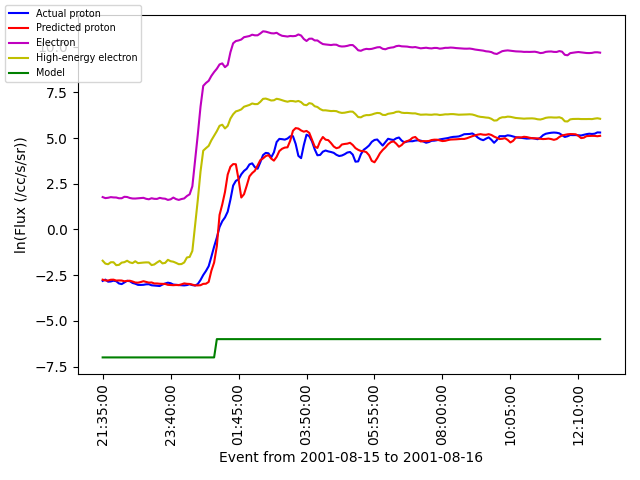 Actual proton
Predicted proton
Electron
High-energy electron
Model
10.0
7.5
5.0
2.5
0.0
−2.5
−5.0
−7.5
ln(Flux (/cc/s/sr))
21:35:00
23:40:00
01:45:00
03:50:00
05:55:00
08:00:00
10:05:00
12:10:00
Event from 2001-08-15 to 2001-08-16